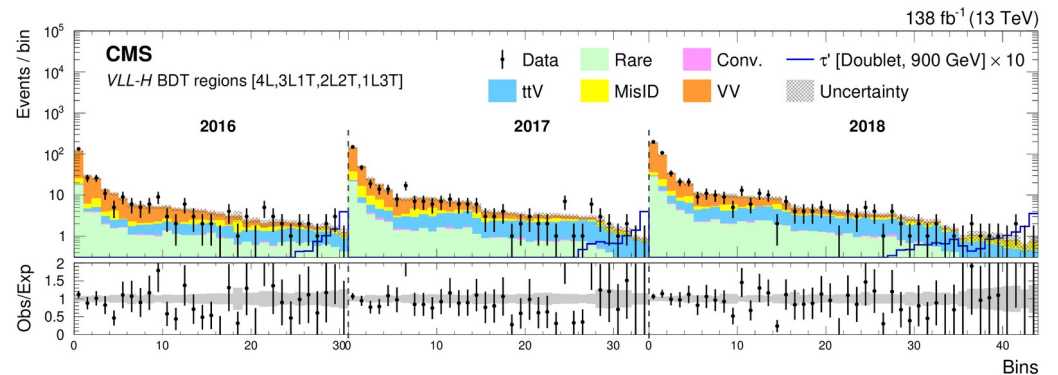 138 fb⁻¹ (13 TeV)
Events / bin
10⁵
10⁴
10³
10²
10
1
CMS
VLL-H BDT regions [4L,3L1T,2L2T,1L3T]
Data Rare Conv. τ' [Doublet, 900 GeV] × 10
ttV MisID VV Uncertainty
2016 2017 2018
Obs/Exp
2
1.5
1
0.5
0
0 10 20 30 0 10 20 30 0 10 20 30 40
Bins